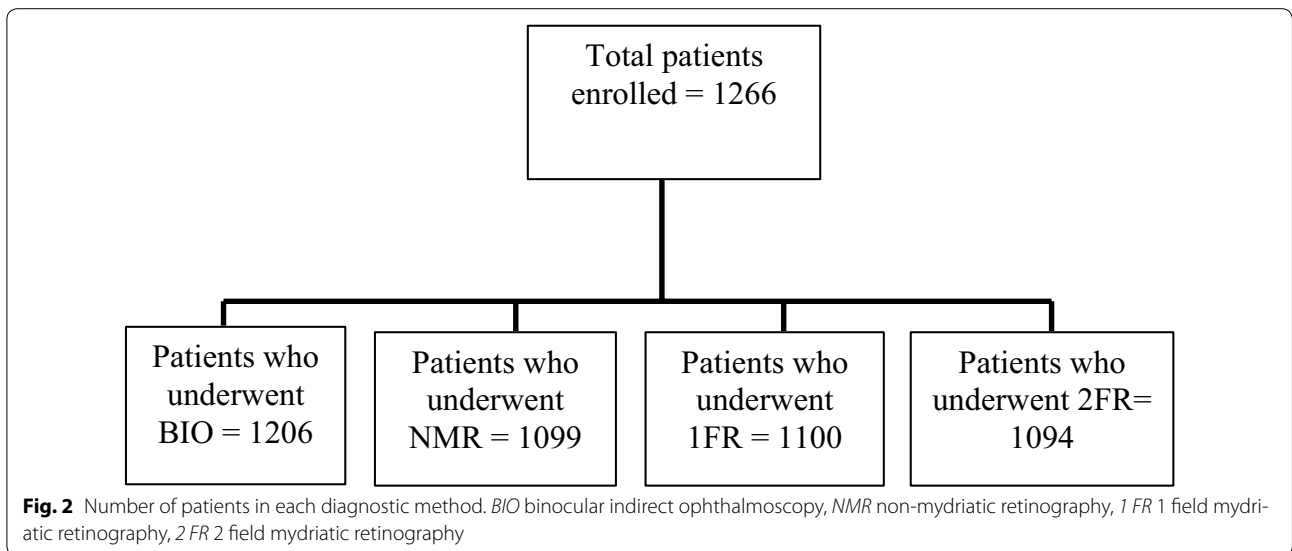 Total patients
enrolled = 1266
Patients who
underwent
BIO = 1206
Patients who
underwent
NMR = 1099
Patients who
underwent
1FR = 1100
Patients who
underwent 2FR=
1094
Fig. 2 Number of patients in each diagnostic method. BIO binocular indirect ophthalmoscopy, NMR non-mydriatic retinography, 1 FR 1 field mydri-
atic retinography, 2 FR 2 field mydriatic retinography